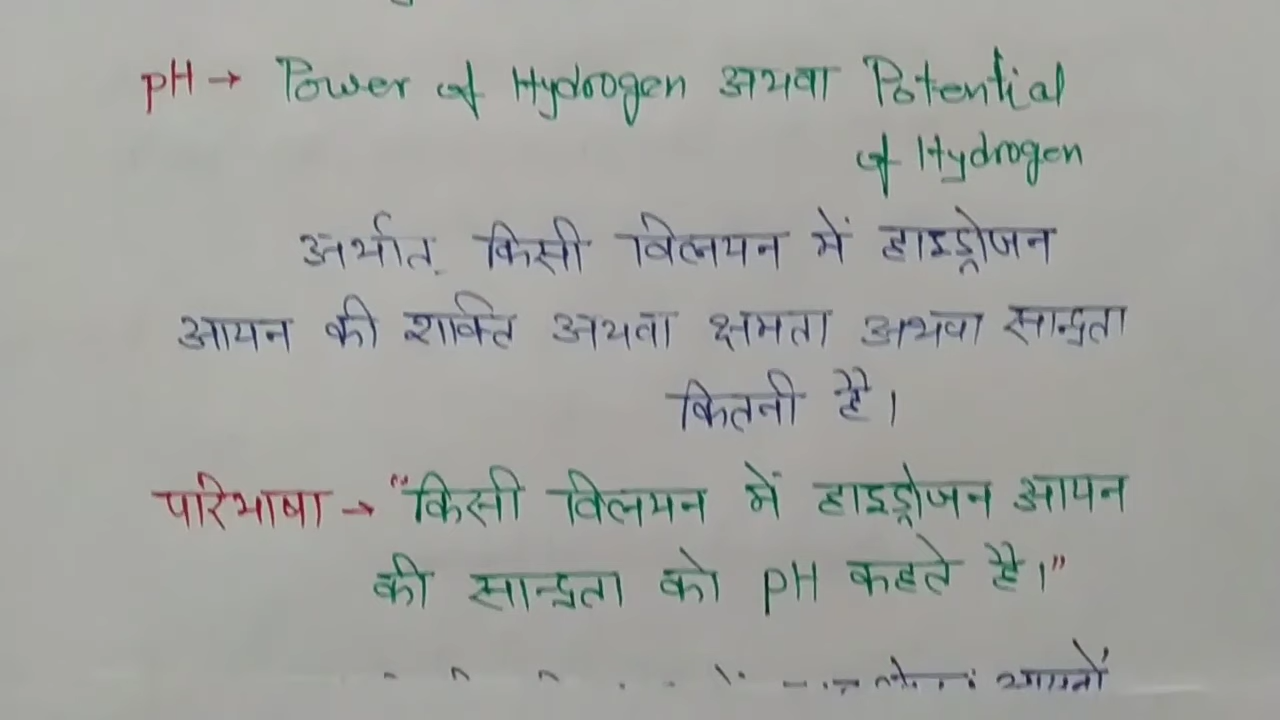 pH → Power of Hydrogen अथवा Potential
of Hydrogen
अर्थात् किसी विलयन में हाइड्रोजन
आयन की शक्ति अथवा क्षमता अथवा सान्द्रता
कितनी है।
परिभाषा → "किसी विलयन में हाइड्रोजन आयन
की सान्द्रता को pH कहते है।"